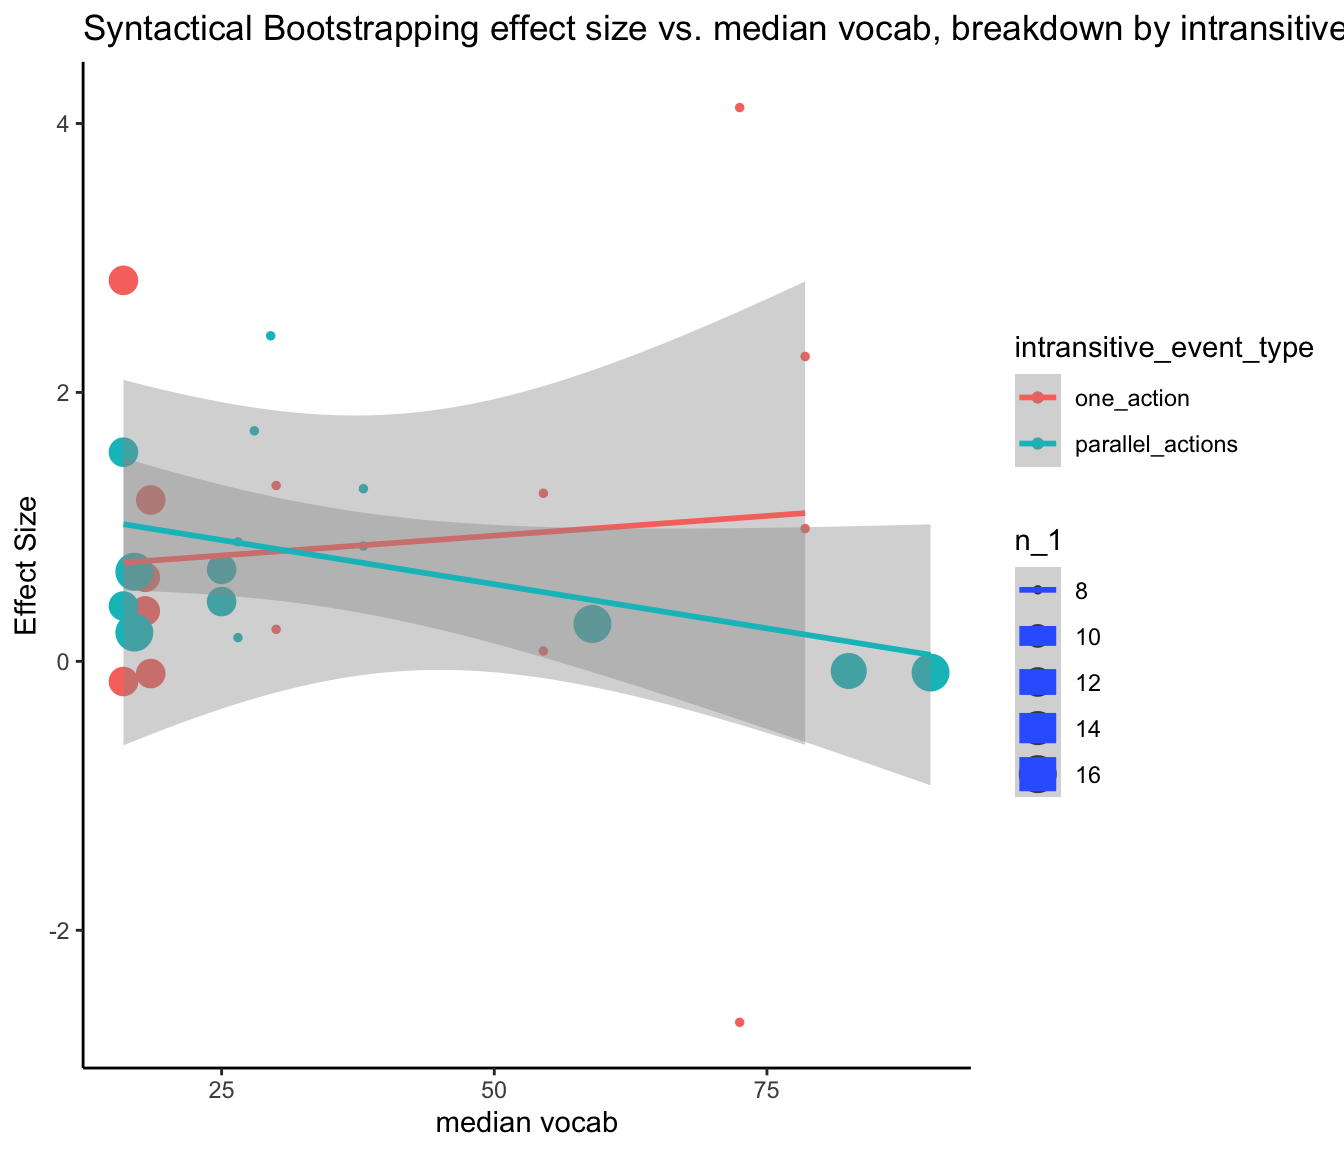 Syntactical Bootstrapping effect size vs. median vocab, breakdown by intransitive
4
2
0
-2
Effect Size
25
50
75
median vocab
intransitive_event_type
one_action
parallel_actions
n_1
8
10
12
14
16